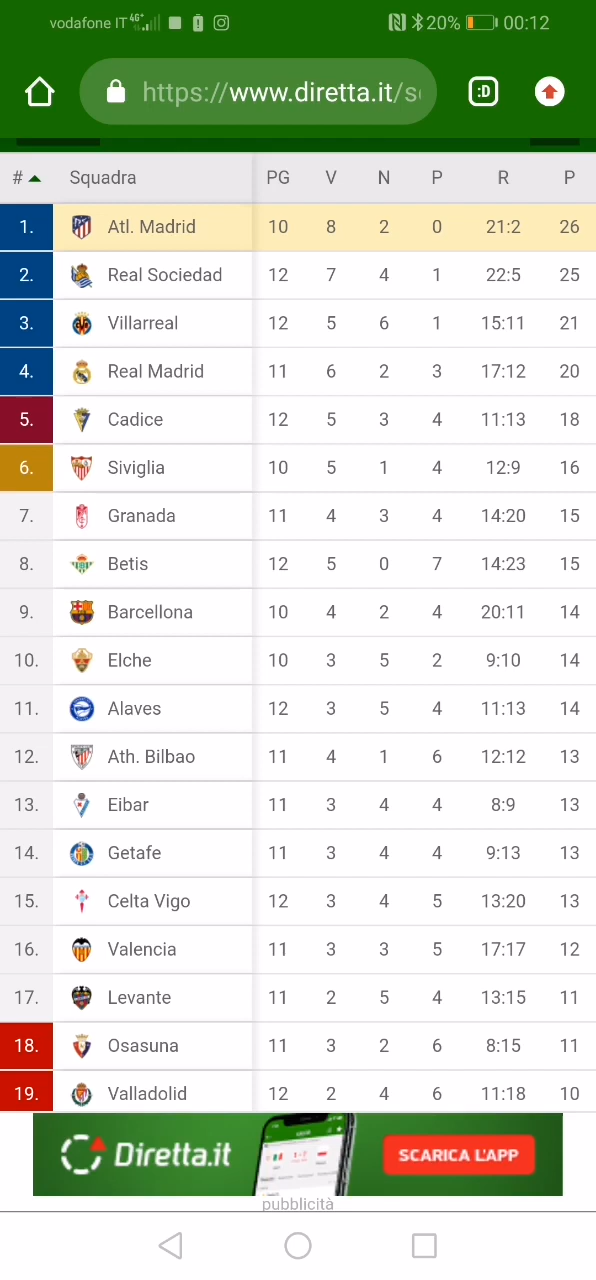 vodafone IT 4G+ 20% 00:12
https://www.diretta.it/s
:D
# Squadra PG V N P R P
1. Atl. Madrid 10 8 2 0 21:2 26
2. Real Sociedad 12 7 4 1 22:5 25
3. Villarreal 12 5 6 1 15:11 21
4. Real Madrid 11 6 2 3 17:12 20
5. Cadice 12 5 3 4 11:13 18
6. Siviglia 10 5 1 4 12:9 16
7. Granada 11 4 3 4 14:20 15
8. Betis 12 5 0 7 14:23 15
9. Barcellona 10 4 2 4 20:11 14
10. Elche 10 3 5 2 9:10 14
11. Alaves 12 3 5 4 11:13 14
12. Ath. Bilbao 11 4 1 6 12:12 13
13. Eibar 11 3 4 4 8:9 13
14. Getafe 11 3 4 4 9:13 13
15. Celta Vigo 12 3 4 5 13:20 13
16. Valencia 11 3 3 5 17:17 12
17. Levante 11 2 5 4 13:15 11
18. Osasuna 11 3 2 6 8:15 11
19. Valladolid 12 2 4 6 11:18 10
Diretta.it SCARICA L'APP
pubblicità